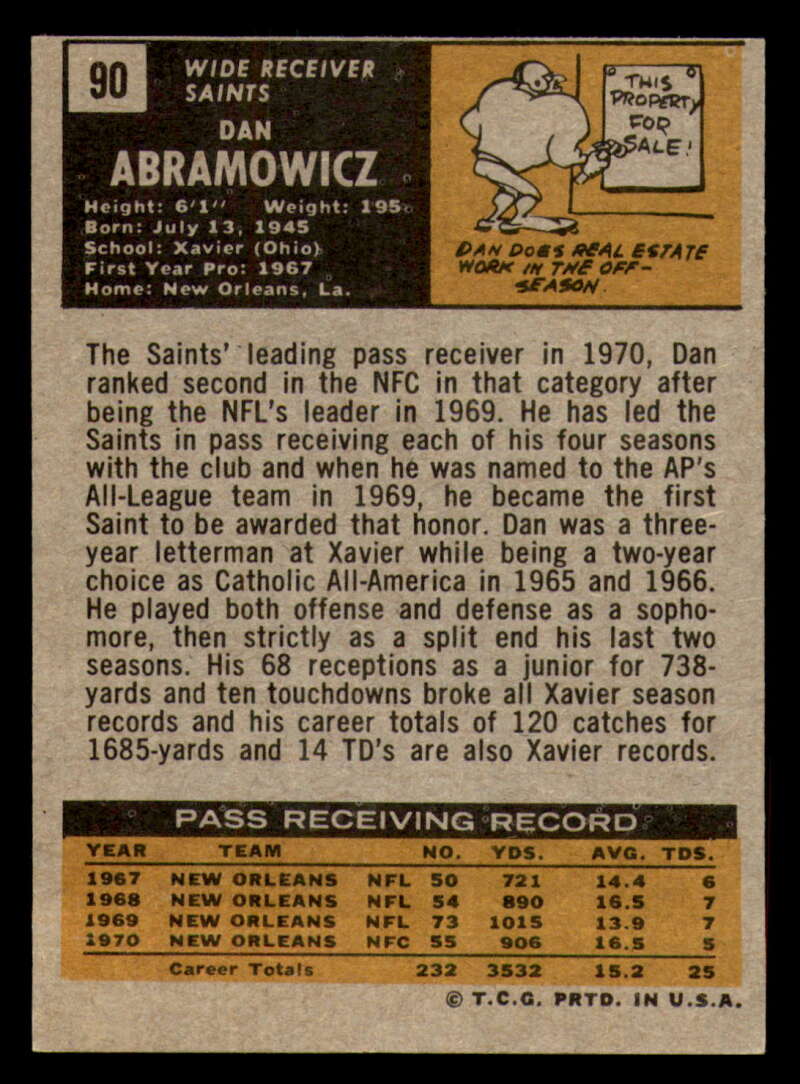 90
WIDE RECEIVER
SAINTS
DAN
ABRAMOWICZ
Height: 6'1" Weight: 195
Born: July 13, 1945
School: Xavier (Ohio)
First Year Pro: 1967
Home: New Orleans, La.
THIS
PROPERTY
FOR
SALE!
DAN DOES REAL ESTATE
WORK IN THE OFF-
SEASON.
The Saints' leading pass receiver in 1970, Dan
ranked second in the NFC in that category after
being the NFL's leader in 1969. He has led the
Saints in pass receiving each of his four seasons
with the club and when he was named to the AP's
All-League team in 1969, he became the first
Saint to be awarded that honor. Dan was a three-
year letterman at Xavier while being a two-year
choice as Catholic All-America in 1965 and 1966.
He played both offense and defense as a sopho-
more, then strictly as a split end his last two
seasons. His 68 receptions as a junior for 738-
yards and ten touchdowns broke all Xavier season
records and his career totals of 120 catches for
1685-yards and 14 TD's are also Xavier records.
PASS RECEIVING RECORD
YEAR TEAM NO. YDS. AVG. TDS.
1967 NEW ORLEANS NFL 50 721 14.4 6
1968 NEW ORLEANS NFL 54 890 16.5 7
1969 NEW ORLEANS NFL 73 1015 13.9 7
1970 NEW ORLEANS NFC 55 906 16.5 5
Career Totals 232 3532 15.2 25
© T.C.G. PRTD. IN U.S.A.